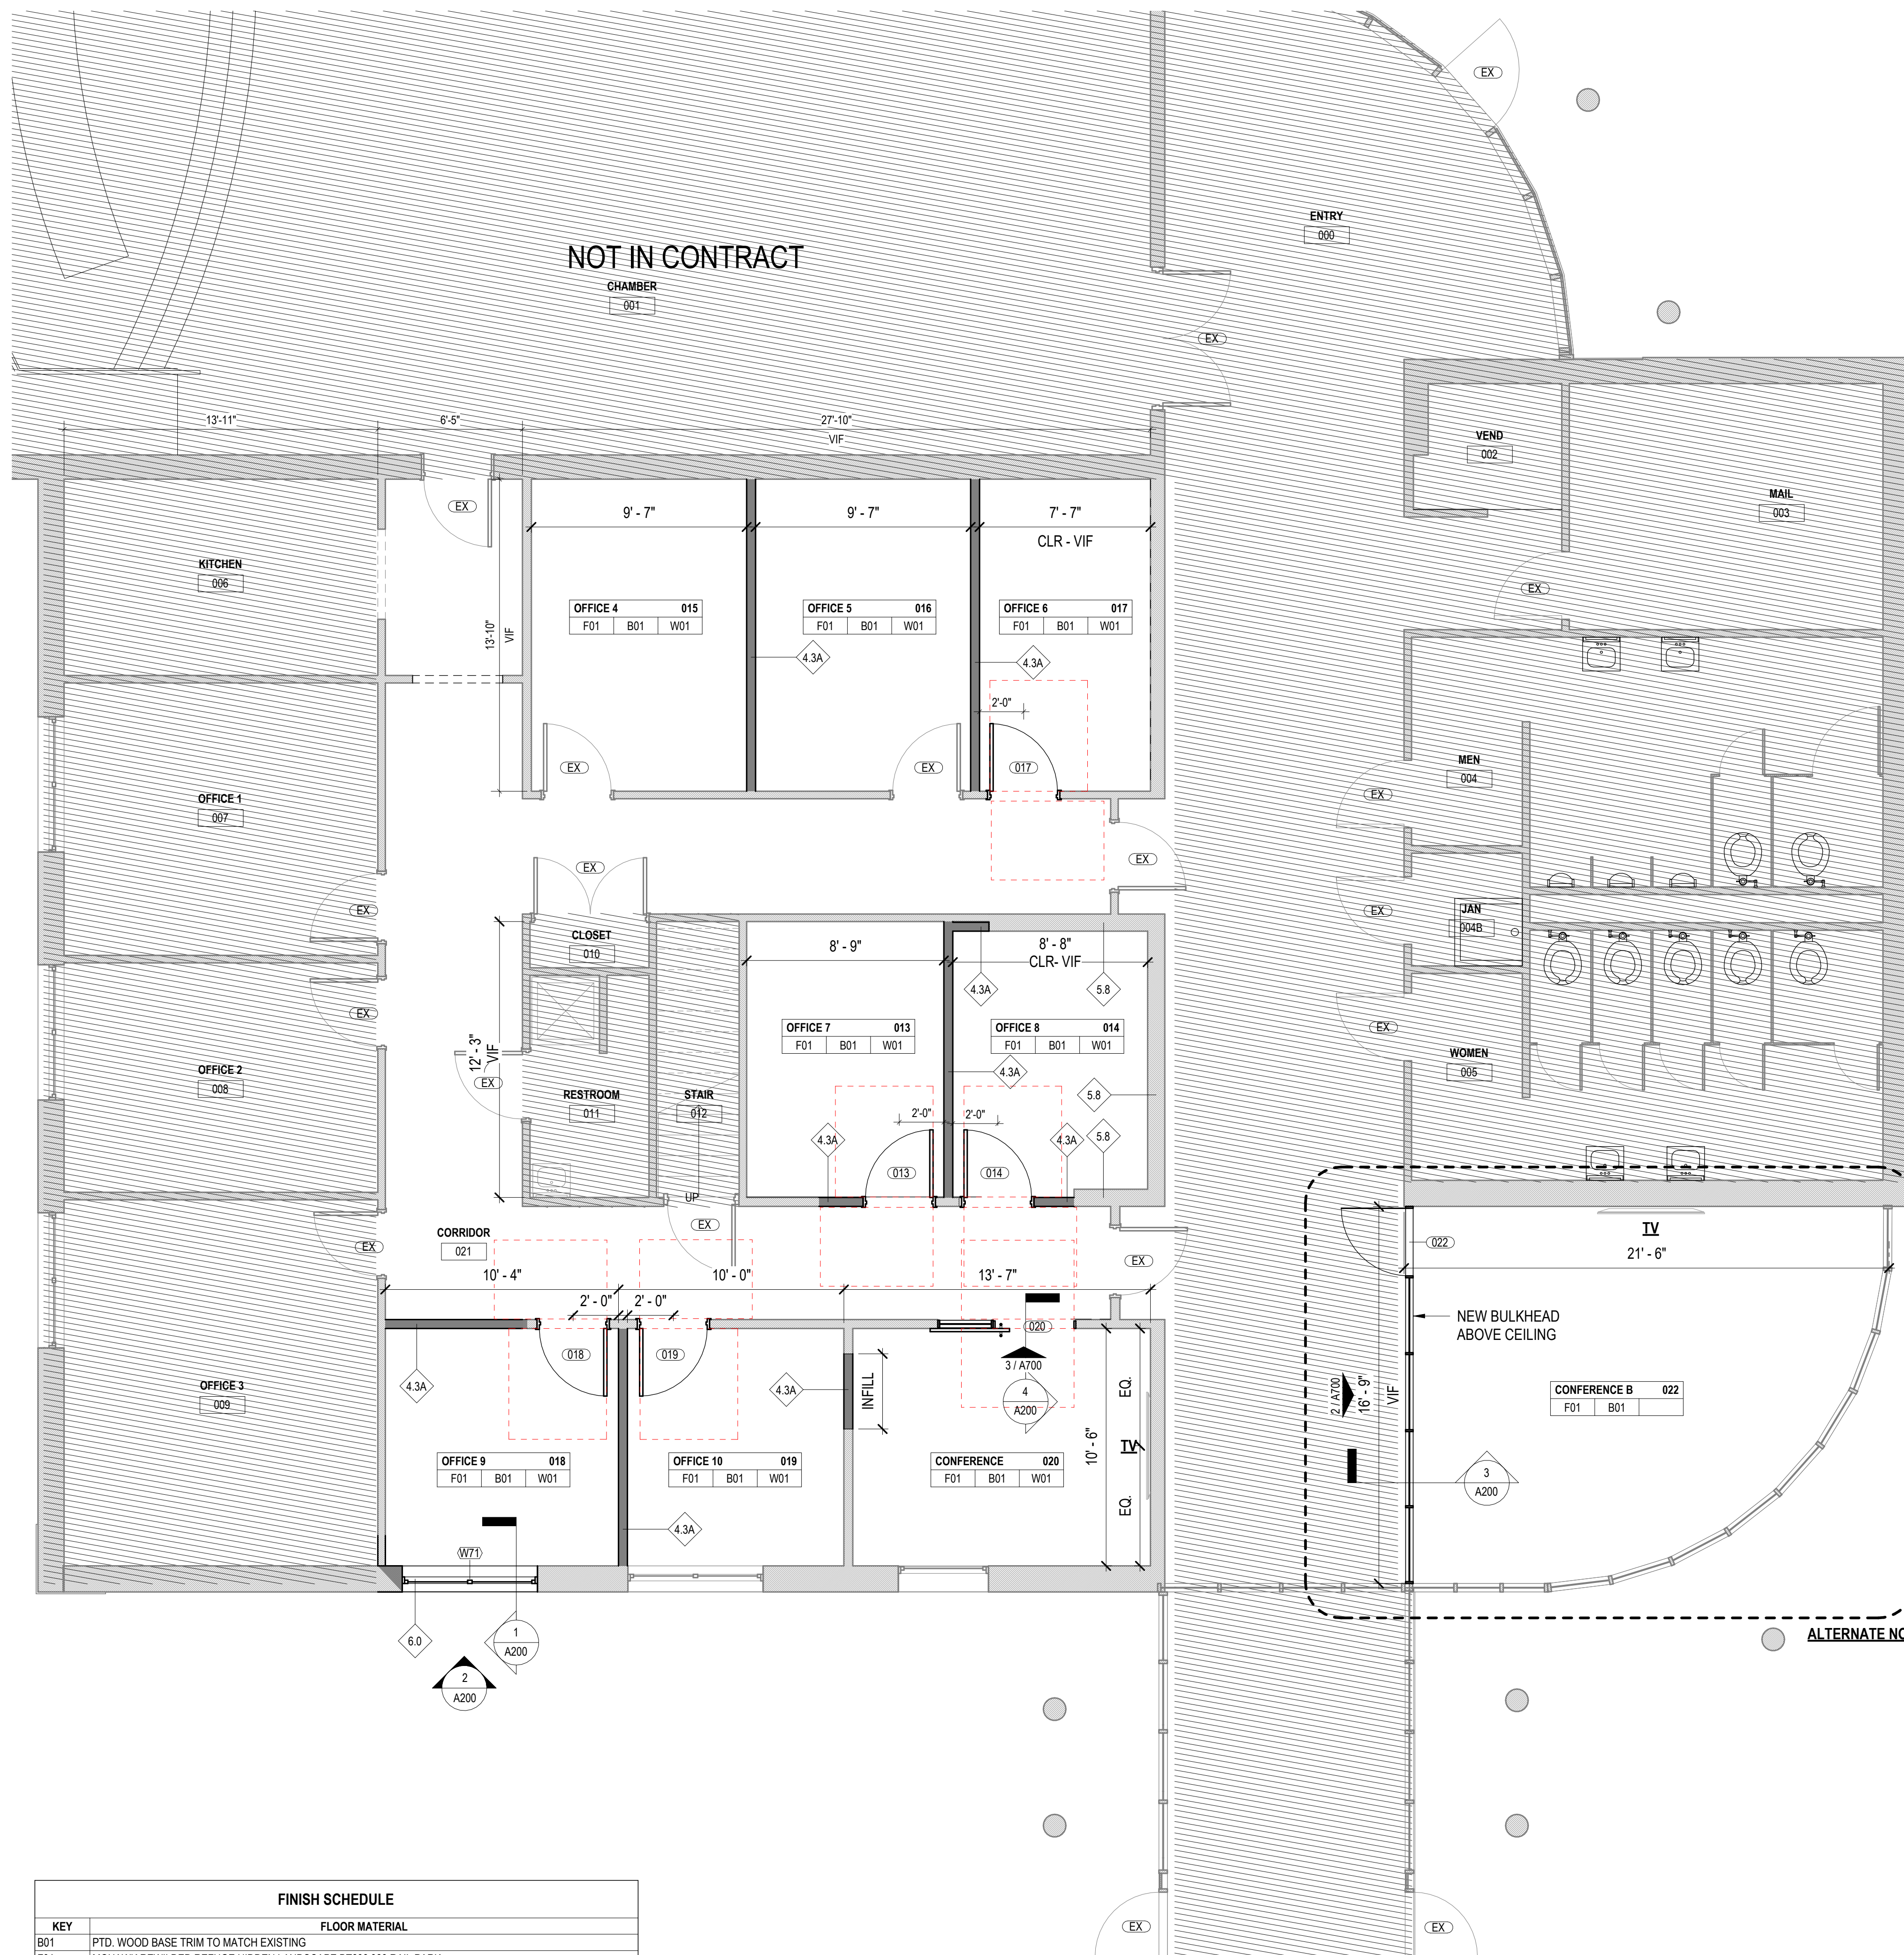 EX
ENTRY
000
NOT IN CONTRACT
CHAMBER
001
EX
13'-11"
6'-5"
27'-10"
VIF
VEND
002
MAIL
003
EX
9' - 7"
9' - 7"
7' - 7"
CLR - VIF
KITCHEN
006
EX
13'-10"
VIF
OFFICE 4 015
F01 B01 W01
OFFICE 5 016
F01 B01 W01
OFFICE 6 017
F01 B01 W01
4.3A
4.3A
2'-0"
EX
EX
017
MEN
004
EX
OFFICE 1
007
EX
EX
EX
EX
JAN
004B
CLOSET
010
8' - 9"
8' - 8"
CLR- VIF
4.3A
5.8
EX
12' - 3"
VIF
OFFICE 7 013
F01 B01 W01
OFFICE 8 014
F01 B01 W01
EX
OFFICE 2
008
EX
4.3A
WOMEN
005
RESTROOM
011
STAIR
012
5.8
2'-0"
2'-0"
4.3A
4.3A
5.8
013
014
UP
EX
CORRIDOR
021
EX
EX
022
TV
21' - 6"
10' - 4"
10' - 0"
13' - 7"
2' - 0"
2' - 0"
NEW BULKHEAD
ABOVE CEILING
018
019
020
3 / A700
4
A200
4.3A
4.3A
INFILL
EQ.
OFFICE 3
009
2 / A700
16' - 9"
VIF
CONFERENCE B 022
F01 B01
10' - 6"
TV
EQ.
OFFICE 9 018
F01 B01 W01
OFFICE 10 019
F01 B01 W01
CONFERENCE 020
F01 B01 W01
3
A200
4.3A
W71
6.0
1
A200
2
A200
ALTERNATE
EX
EX
FINISH SCHEDULE
KEY FLOOR MATERIAL
B01 PTD. WOOD BASE TRIM TO MATCH EXISTING